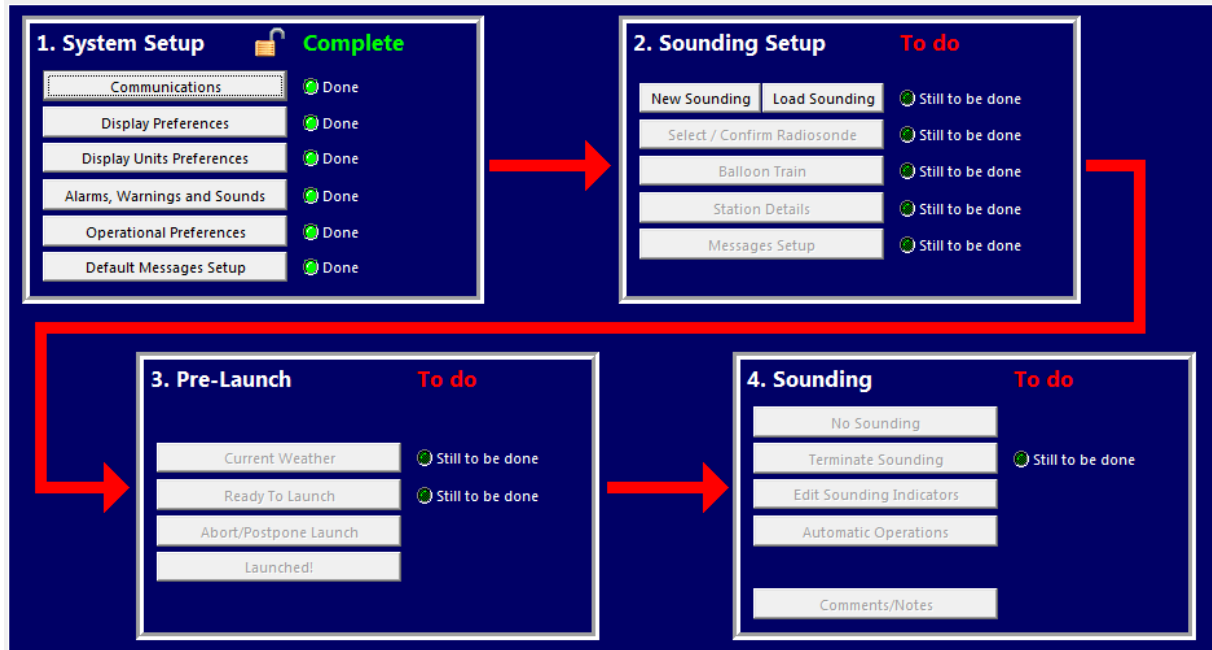 1. System Setup Complete
Communications Done
Display Preferences Done
Display Units Preferences Done
Alarms, Warnings and Sounds Done
Operational Preferences Done
Default Messages Setup Done
2. Sounding Setup To do
New Sounding Load Sounding Still to be done
Select / Confirm Radiosonde Still to be done
Balloon Train Still to be done
Station Details Still to be done
Messages Setup Still to be done
3. Pre-Launch To do
Current Weather Still to be done
Ready To Launch Still to be done
Abort/Postpone Launch
Launched!
4. Sounding To do
No Sounding
Terminate Sounding Still to be done
Edit Sounding Indicators
Automatic Operations
Comments/Notes